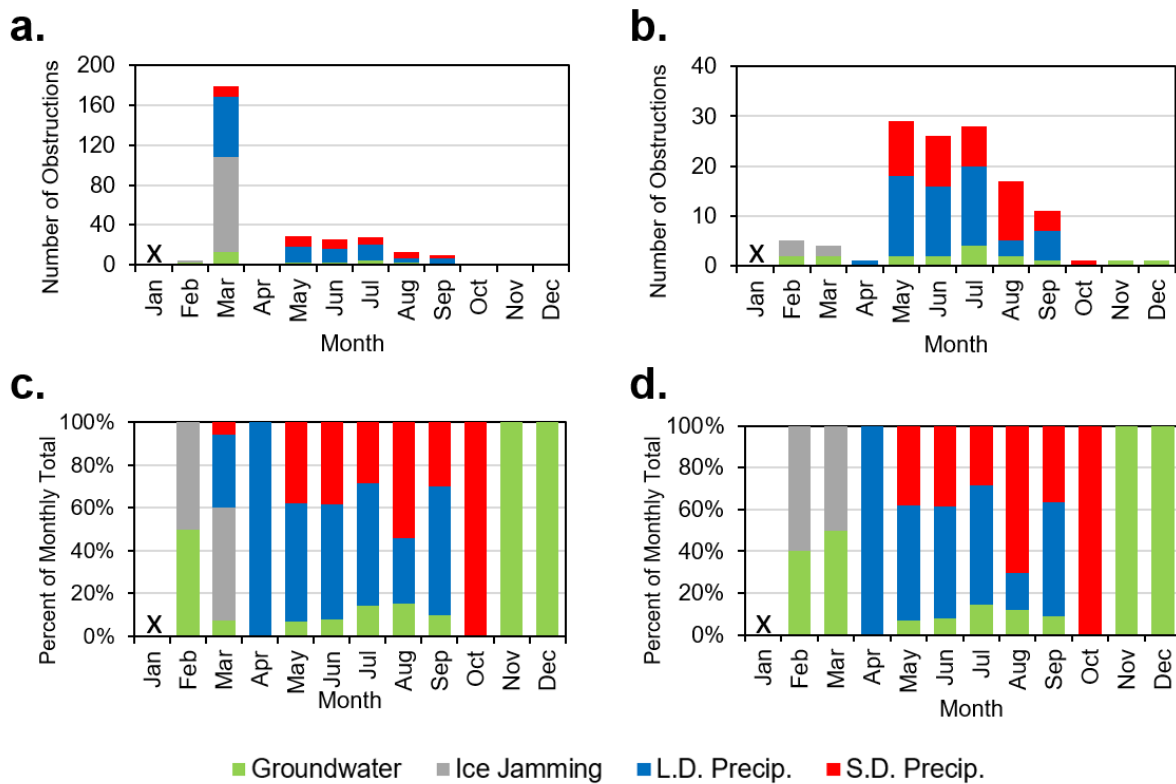 a.
Number of Obstructions
200
160
120
80
40
0
X
Jan
Feb
Mar
Apr
May
Jun
Jul
Aug
Sep
Oct
Nov
Dec
Month
b.
Number of Obstructions
40
30
20
10
0
X
Jan
Feb
Mar
Apr
May
Jun
Jul
Aug
Sep
Oct
Nov
Dec
Month
c.
Percent of Monthly Total
100%
80%
60%
40%
20%
0%
X
Jan
Feb
Mar
Apr
May
Jun
Jul
Aug
Sep
Oct
Nov
Dec
Month
d.
Percent of Monthly Total
100%
80%
60%
40%
20%
0%
X
Jan
Feb
Mar
Apr
May
Jun
Jul
Aug
Sep
Oct
Nov
Dec
Month
Groundwater
Ice Jamming
L.D. Precip.
S.D. Precip.